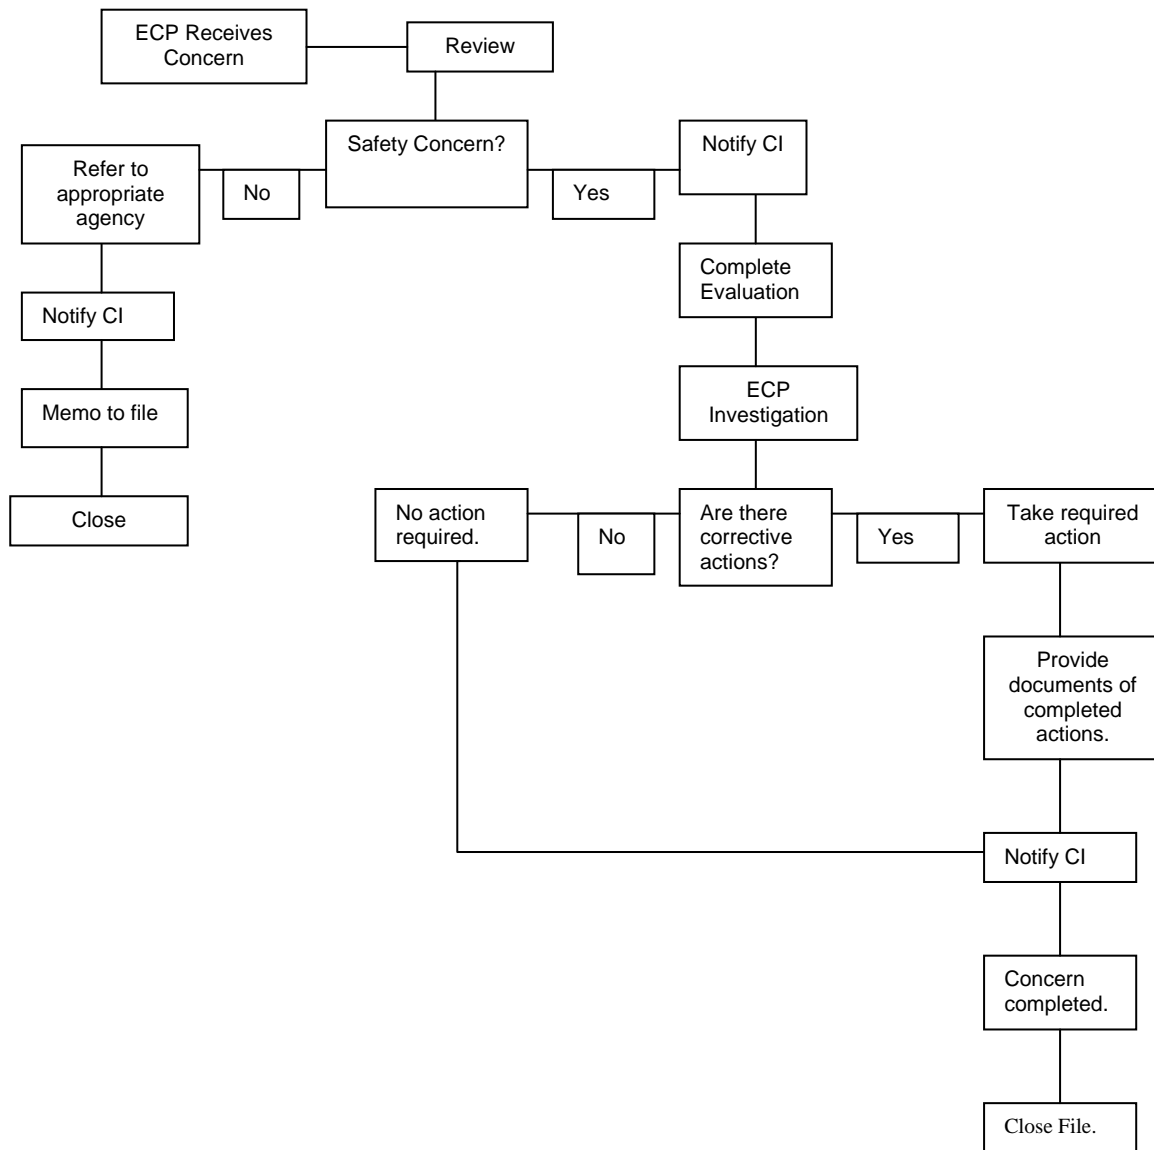 ECP Receives
Concern
Review
Safety Concern?
Notify CI
Refer to
appropriate
agency
No
Yes
Complete
Evaluation
Notify CI
ECP
Investigation
Memo to file
Close
No action
required.
No
Are there
corrective
actions?
Yes
Take required
action
Provide
documents of
completed
actions.
Notify CI
Concern
completed.
Close File.